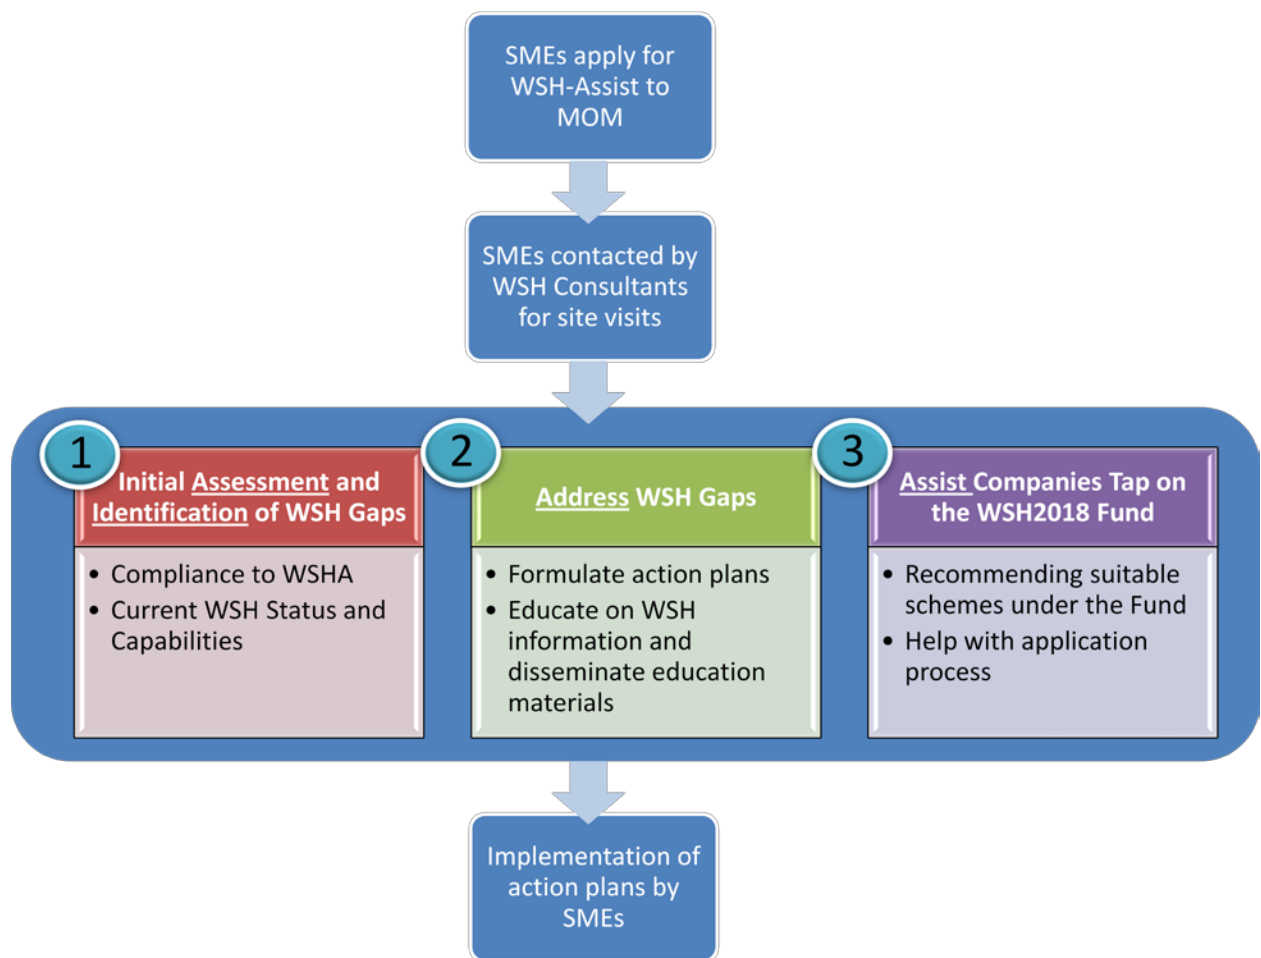 SMEs apply for
WSH-Assist to
MOM
SMEs contacted by
WSH Consultants
for site visits
1
Initial Assessment and
Identification of WSH Gaps
• Compliance to WSHA
• Current WSH Status and
Capabilities
2
Address WSH Gaps
• Formulate action plans
• Educate on WSH
information and
disseminate education
materials
3
Assist Companies Tap on
the WSH2018 Fund
• Recommending suitable
schemes under the Fund
• Help with application
process
Implementation of
action plans by
SMEs